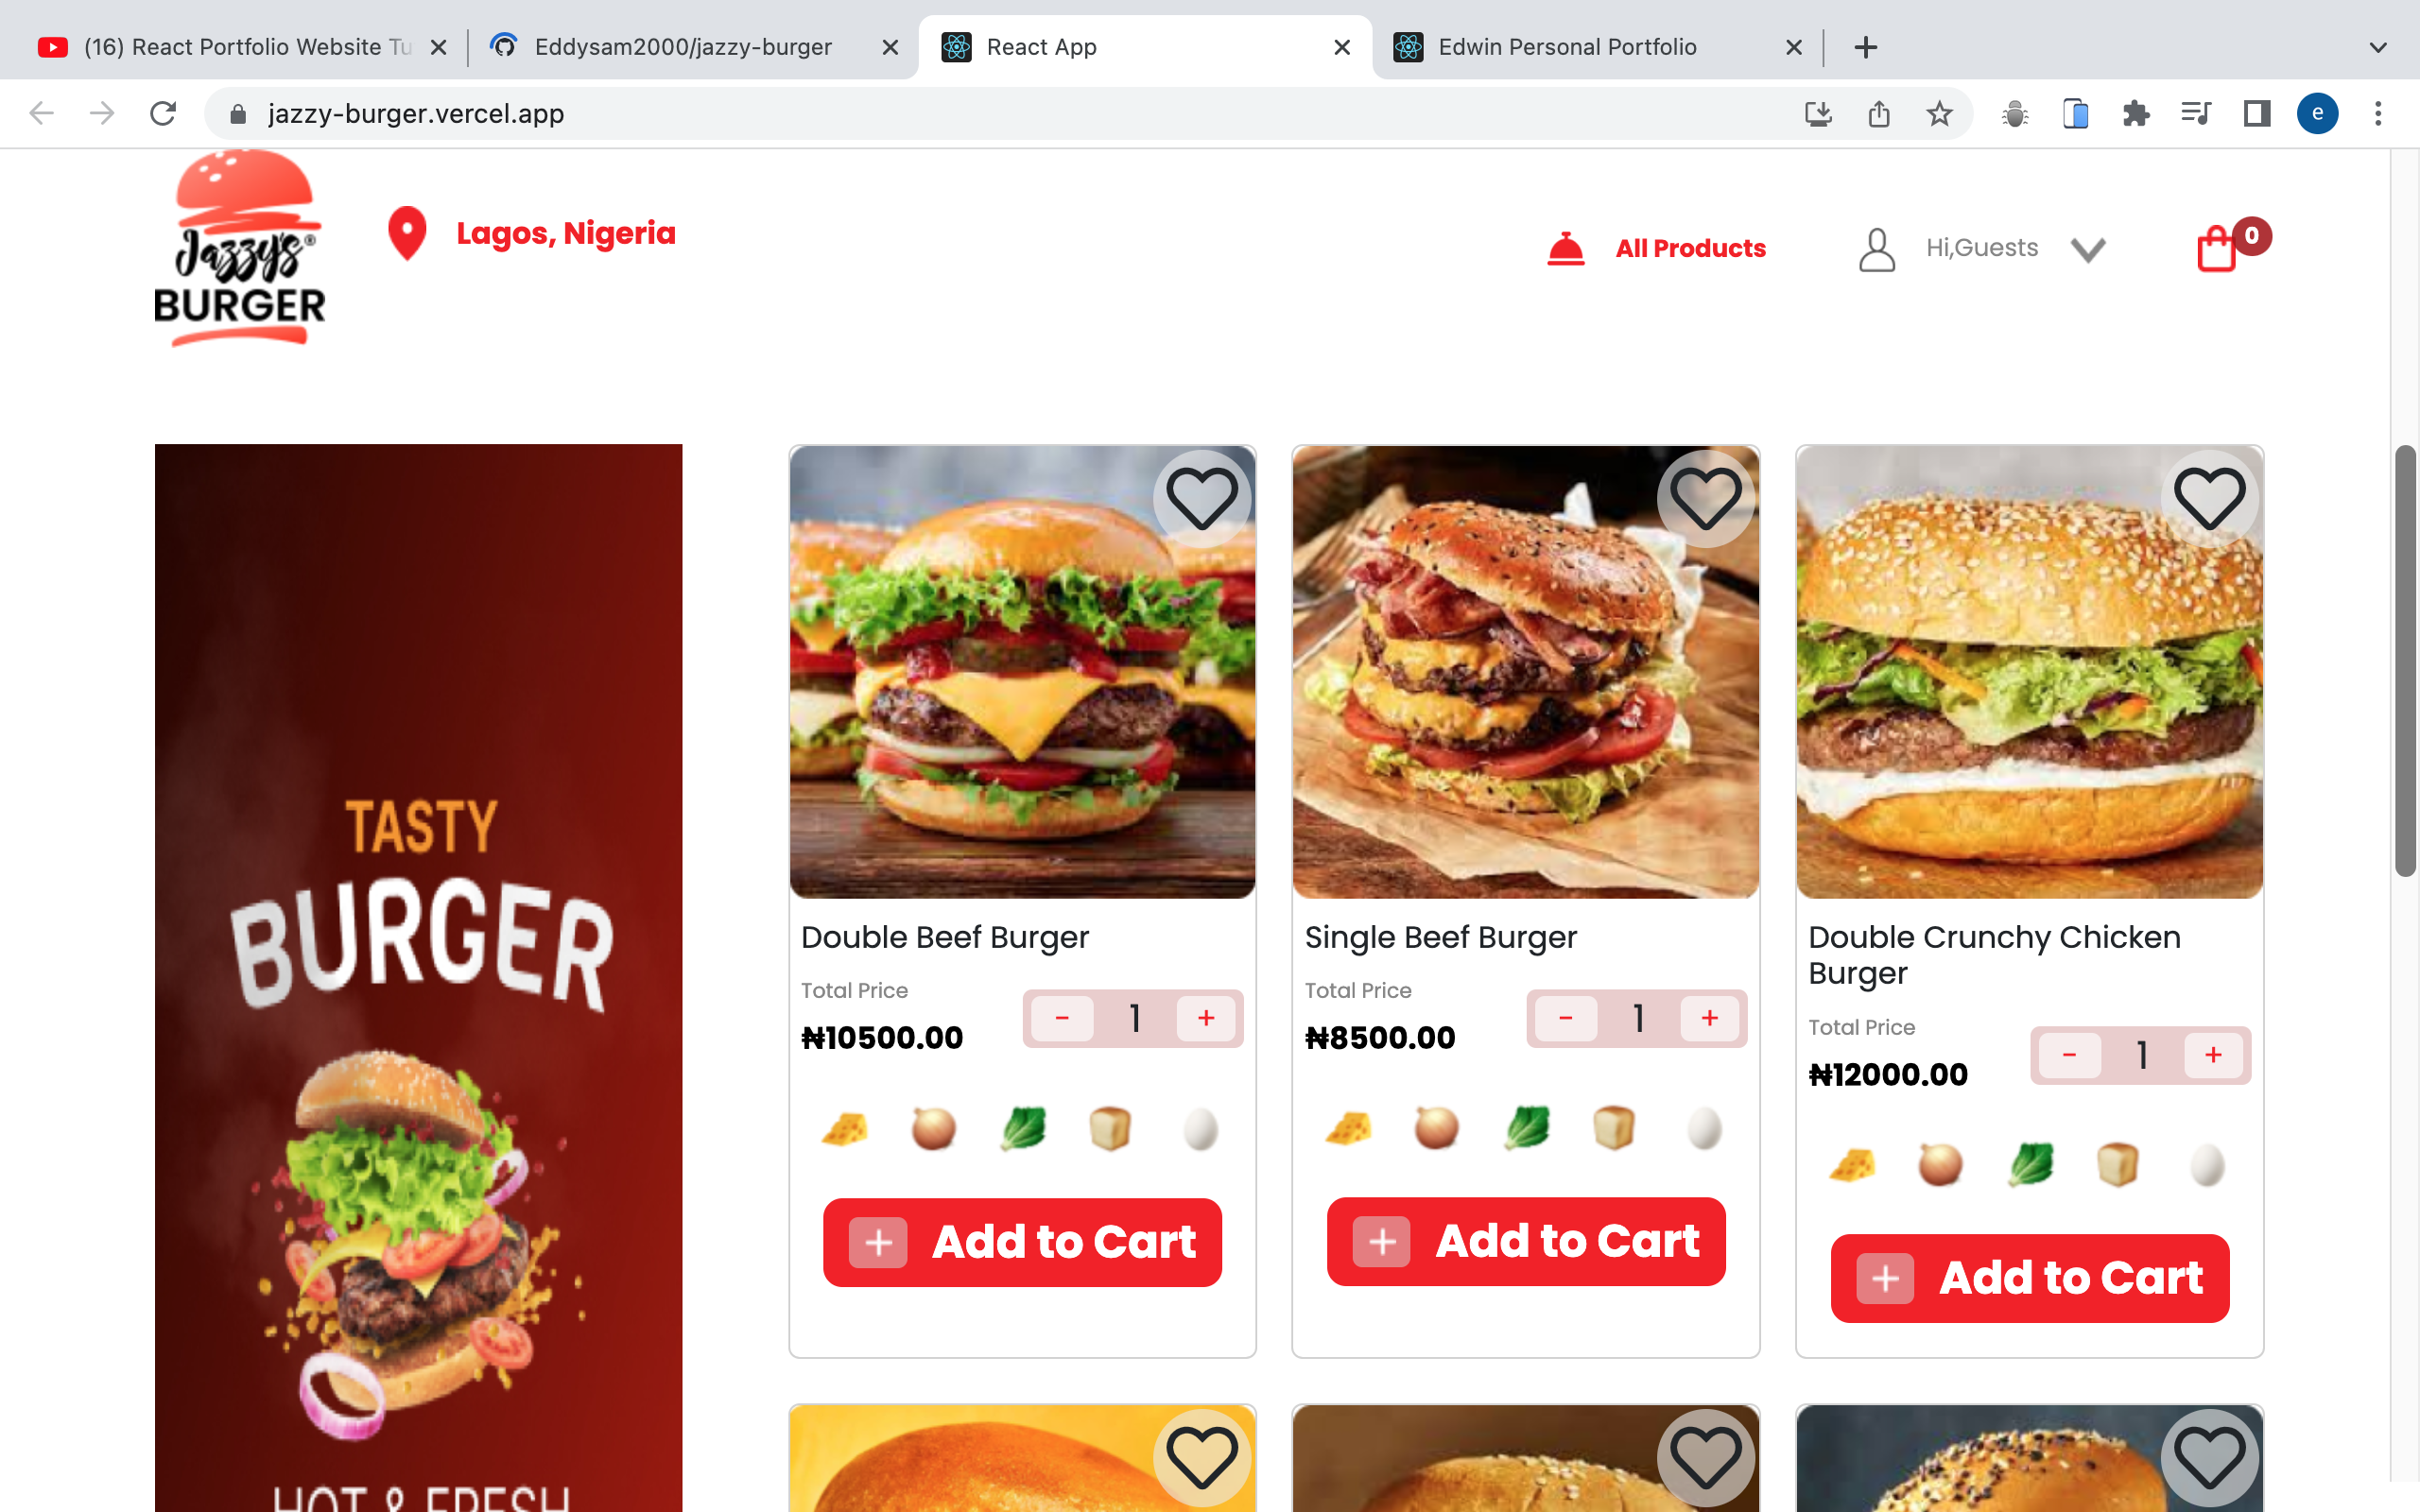 (16) React Portfolio Website Tu
Eddysam2000/jazzy-burger
React App
Edwin Personal Portfolio
jazzy-burger.vercel.app
e
Jazzy's®
BURGER
Lagos, Nigeria
All Products
Hi,Guests
0
TASTY
BURGER
HOT & FRESH
Double Beef Burger
Total Price
₦10500.00
- 1 +
+ Add to Cart
Single Beef Burger
Total Price
₦8500.00
- 1 +
+ Add to Cart
Double Crunchy Chicken
Burger
Total Price
₦12000.00
- 1 +
+ Add to Cart